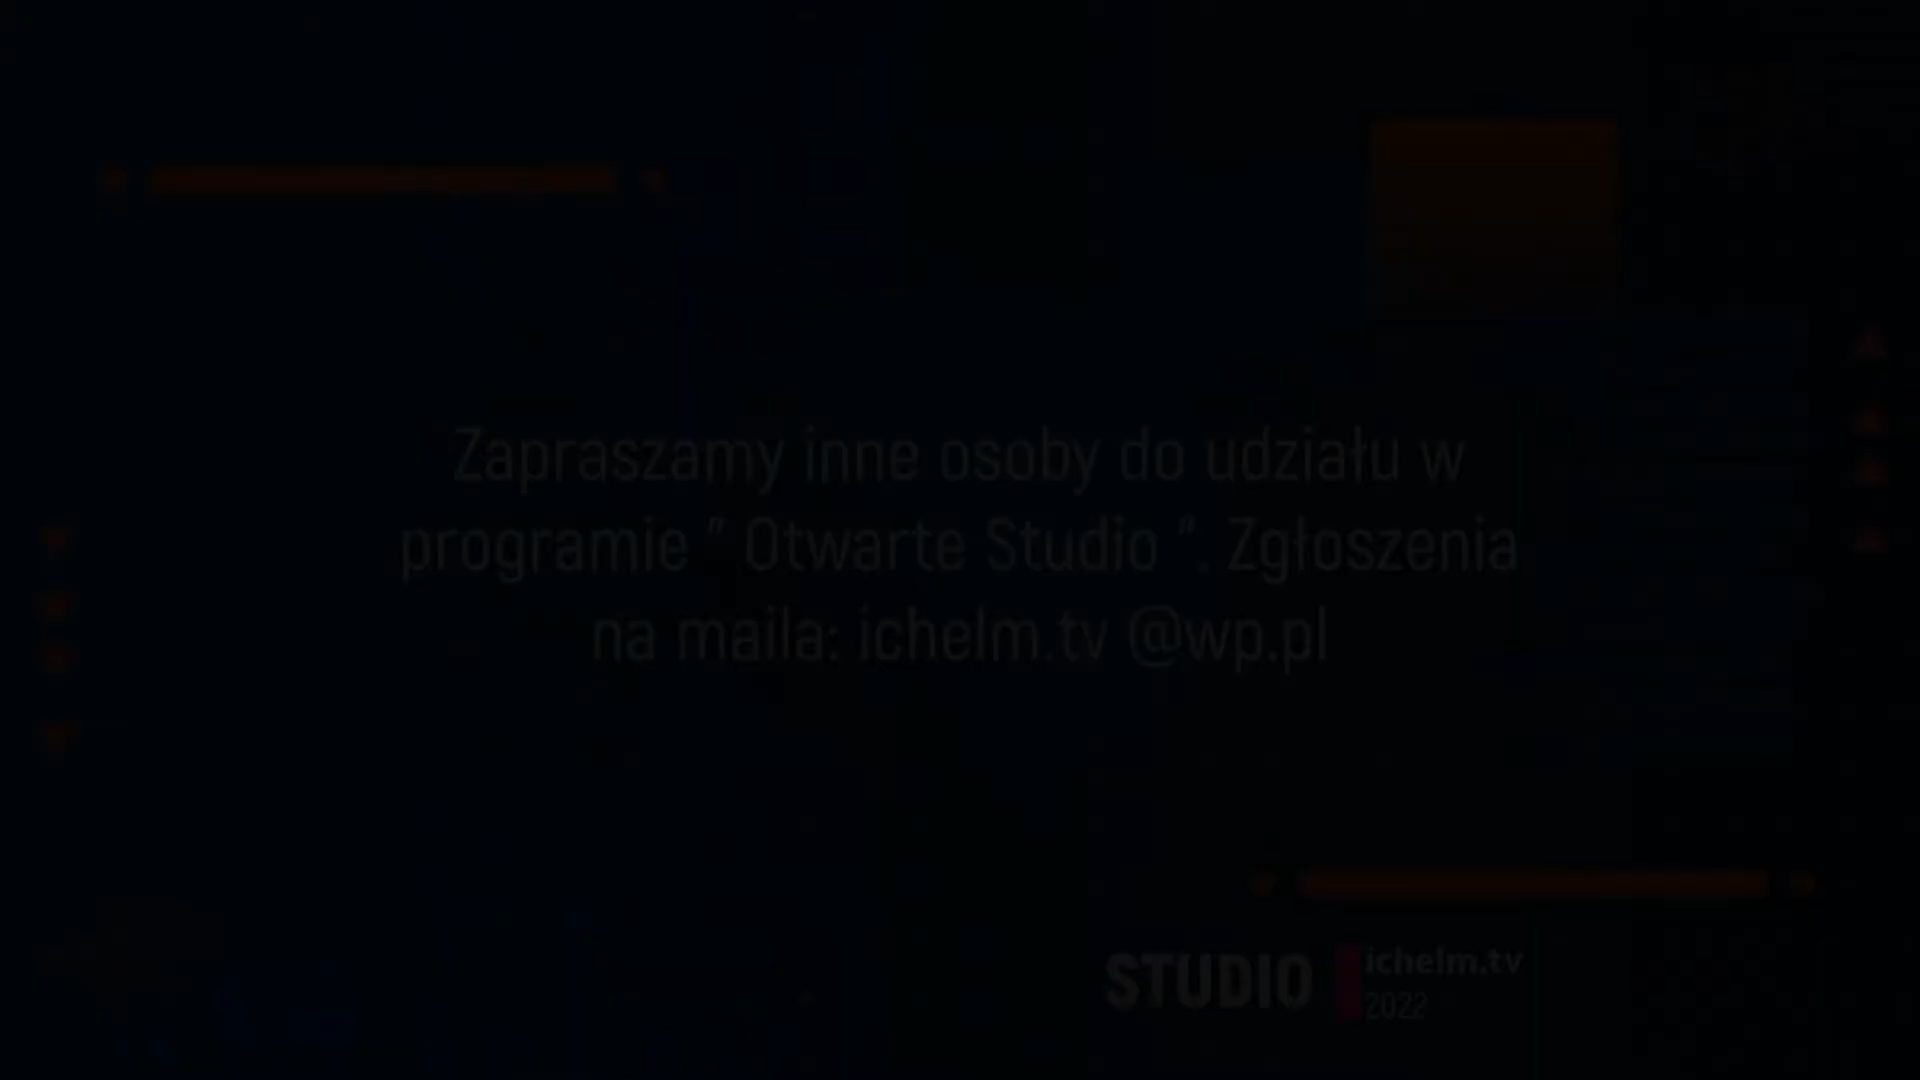 Zapraszamy inne osoby do udziału w
programie " Otwarte Studio ". Zgłoszenia
na maila: ichelm.tv @wp.pl
STUDIO
ichelm.tv
2022